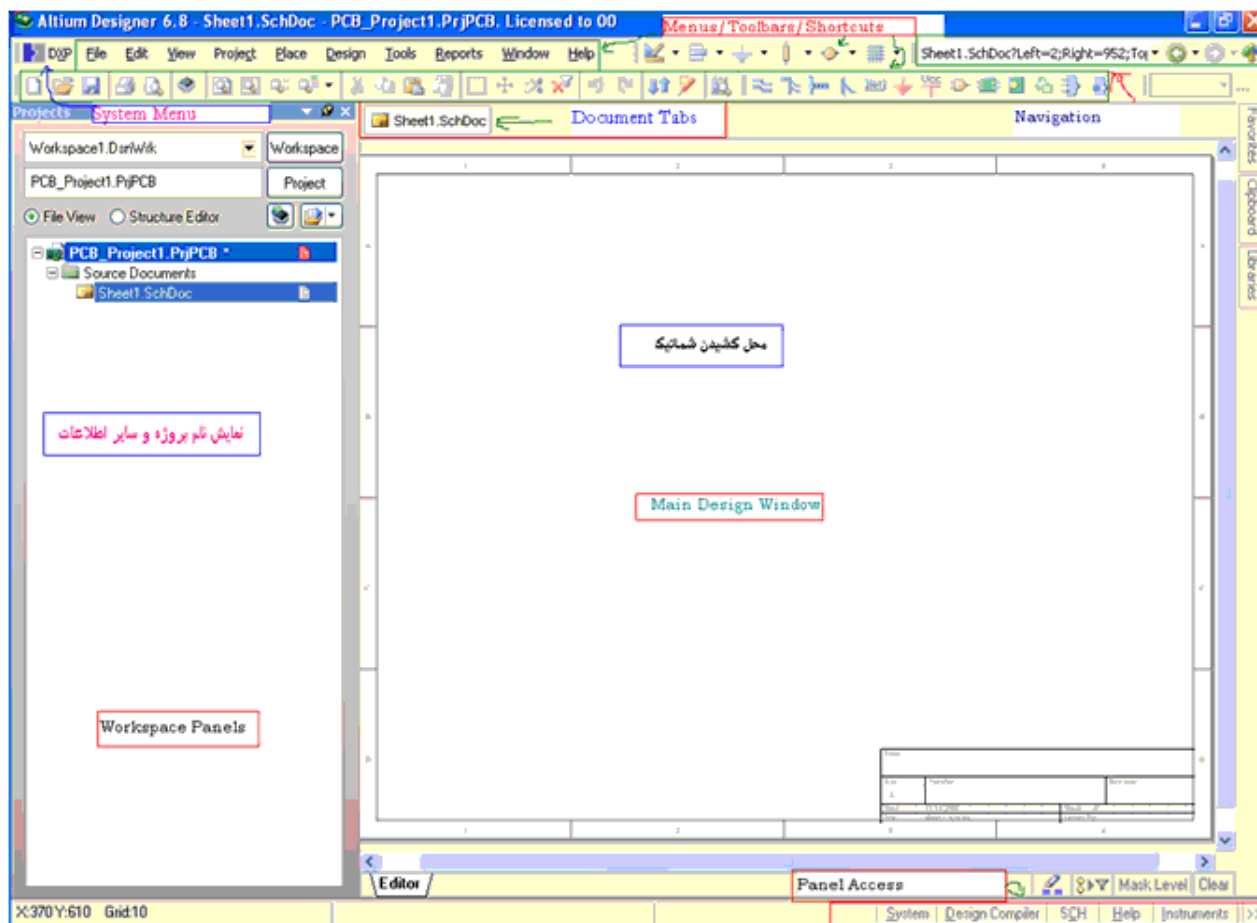 Altium Designer 6.8 - Sheet1.SchDoc - PCB_Project1.PrjPCB. Licensed to 00
Menus/Toolbars/Shortcuts
DXP File Edit View Project Place Design Tools Reports Window Help
Sheet1.SchDoc?Left=2;Right=952;To
Projects
System Menu
Sheet1.SchDoc
Document Tabs
Navigation
Workspace1.DsnWrk
Workspace
PCB_Project1.PrjPCB
Project
File View
Structure Editor
PCB_Project1.PrjPCB *
Source Documents
Sheet1.SchDoc
Favorites
Clipboard
Libraries
محل کشیدن شماتیک
نمایش نام پروژه و سایر اطلاعات
Main Design Window
Workspace Panels
Editor
Panel Access
Mask Level
Clear
X:370 Y:610 Grid:10
System
Design Compiler
SCH
Help
Instruments
>>